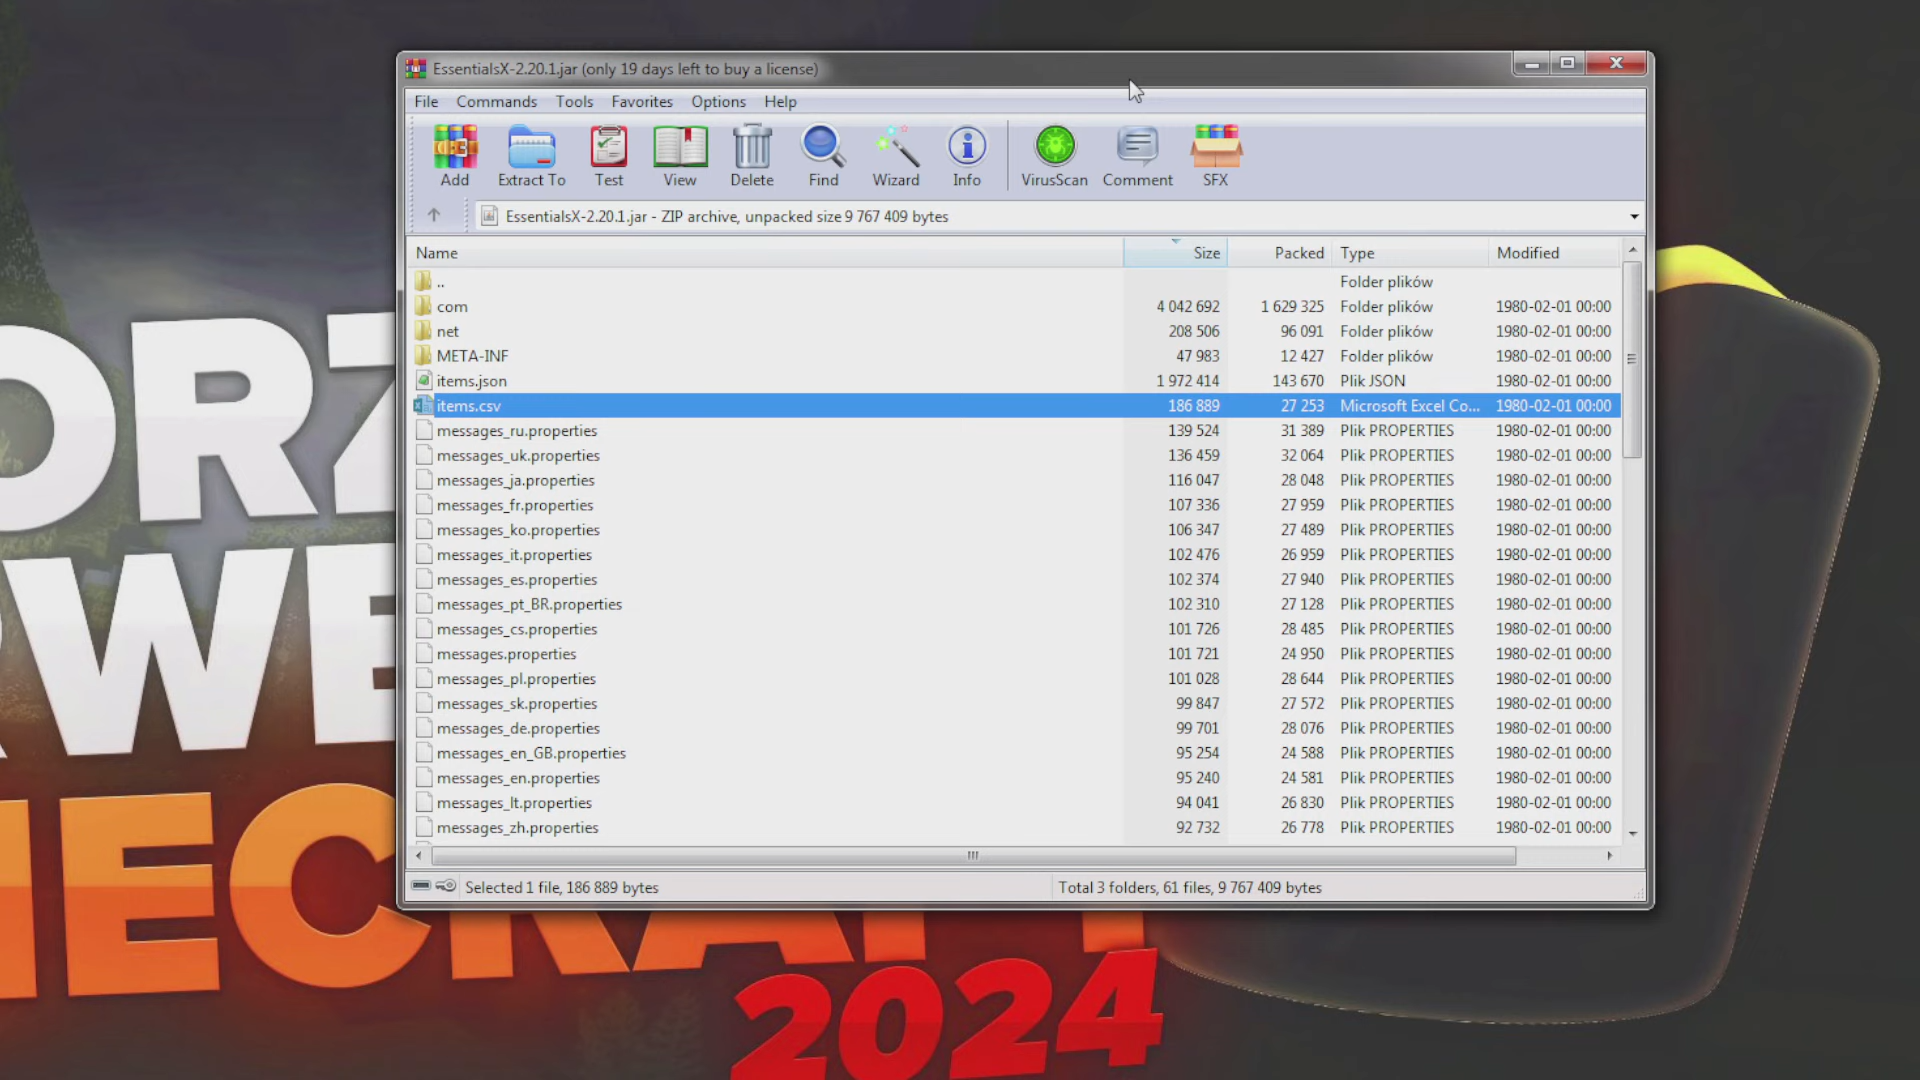 EssentialsX-2.20.1.jar (only 19 days left to buy a license)
File Commands Tools Favorites Options Help
Add Extract To Test View Delete Find Wizard Info VirusScan Comment SFX
EssentialsX-2.20.1.jar - ZIP archive, unpacked size 9 767 409 bytes
Name Size Packed Type Modified
.. Folder plików
com 4 042 692 1 629 325 Folder plików 1980-02-01 00:00
net 208 506 96 091 Folder plików 1980-02-01 00:00
META-INF 47 983 12 427 Folder plików 1980-02-01 00:00
items.json 1 972 414 143 670 Plik JSON 1980-02-01 00:00
items.csv 186 889 27 253 Microsoft Excel Co... 1980-02-01 00:00
messages_ru.properties 139 524 31 389 Plik PROPERTIES 1980-02-01 00:00
messages_uk.properties 136 459 32 064 Plik PROPERTIES 1980-02-01 00:00
messages_ja.properties 116 047 28 048 Plik PROPERTIES 1980-02-01 00:00
messages_fr.properties 107 336 27 959 Plik PROPERTIES 1980-02-01 00:00
messages_ko.properties 106 347 27 489 Plik PROPERTIES 1980-02-01 00:00
messages_it.properties 102 476 26 959 Plik PROPERTIES 1980-02-01 00:00
messages_es.properties 102 374 27 940 Plik PROPERTIES 1980-02-01 00:00
messages_pt_BR.properties 102 310 27 128 Plik PROPERTIES 1980-02-01 00:00
messages_cs.properties 101 726 28 485 Plik PROPERTIES 1980-02-01 00:00
messages.properties 101 721 24 950 Plik PROPERTIES 1980-02-01 00:00
messages_pl.properties 101 028 28 644 Plik PROPERTIES 1980-02-01 00:00
messages_sk.properties 99 847 27 572 Plik PROPERTIES 1980-02-01 00:00
messages_de.properties 99 701 28 076 Plik PROPERTIES 1980-02-01 00:00
messages_en_GB.properties 95 254 24 588 Plik PROPERTIES 1980-02-01 00:00
messages_en.properties 95 240 24 581 Plik PROPERTIES 1980-02-01 00:00
messages_lt.properties 94 041 26 830 Plik PROPERTIES 1980-02-01 00:00
messages_zh.properties 92 732 26 778 Plik PROPERTIES 1980-02-01 00:00
Selected 1 file, 186 889 bytes Total 3 folders, 61 files, 9 767 409 bytes
2024